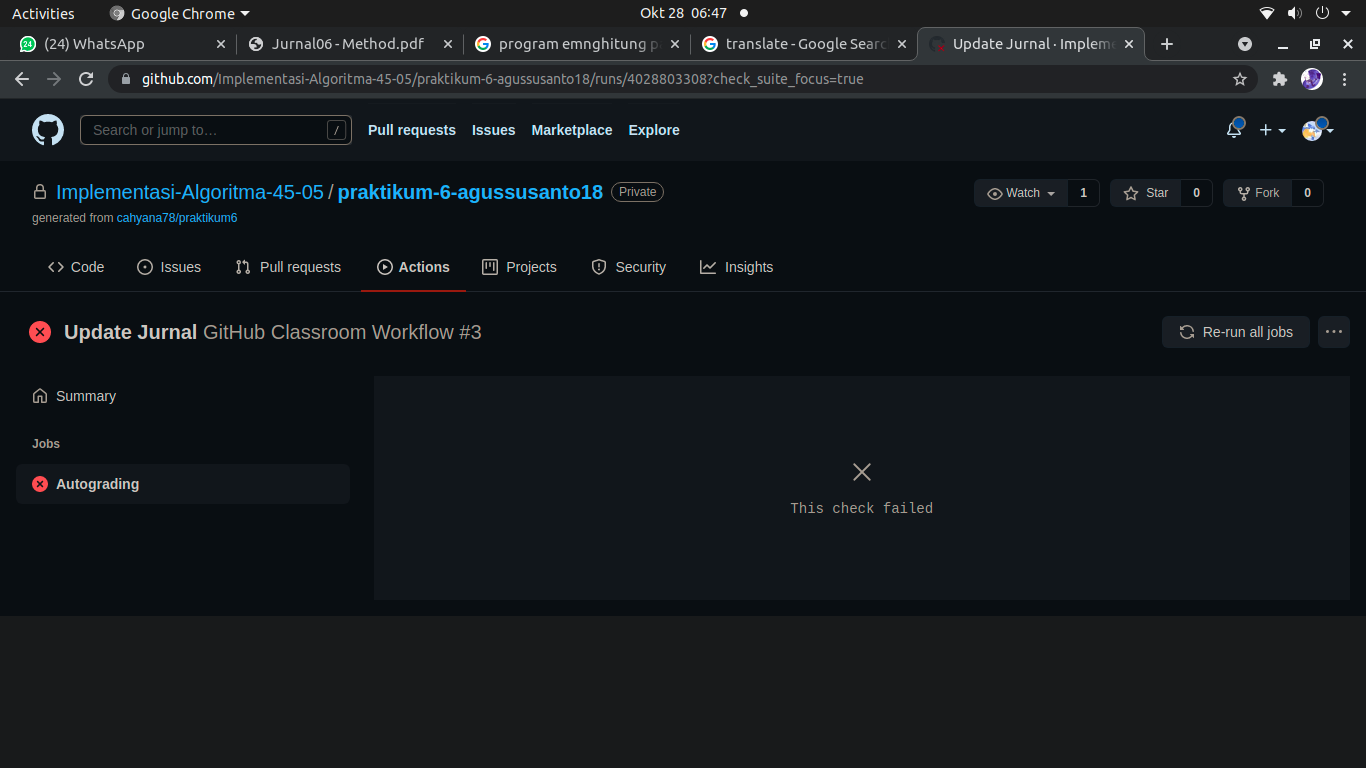 Activities Google Chrome Okt 28 06:47
24 (24) WhatsApp Jurnal06 - Method.pdf program emnghitung p translate - Google Searc Update Jurnal · Implem
github.com/Implementasi-Algoritma-45-05/praktikum-6-agussusanto18/runs/4028803308?check_suite_focus=true
Search or jump to… / Pull requests Issues Marketplace Explore
Implementasi-Algoritma-45-05 / praktikum-6-agussusanto18 Private Watch 1 Star 0 Fork 0
generated from cahyana78/praktikum6
Code Issues Pull requests Actions Projects Security Insights
Update Jurnal GitHub Classroom Workflow #3 Re-run all jobs
Summary
Jobs
Autograding
This check failed